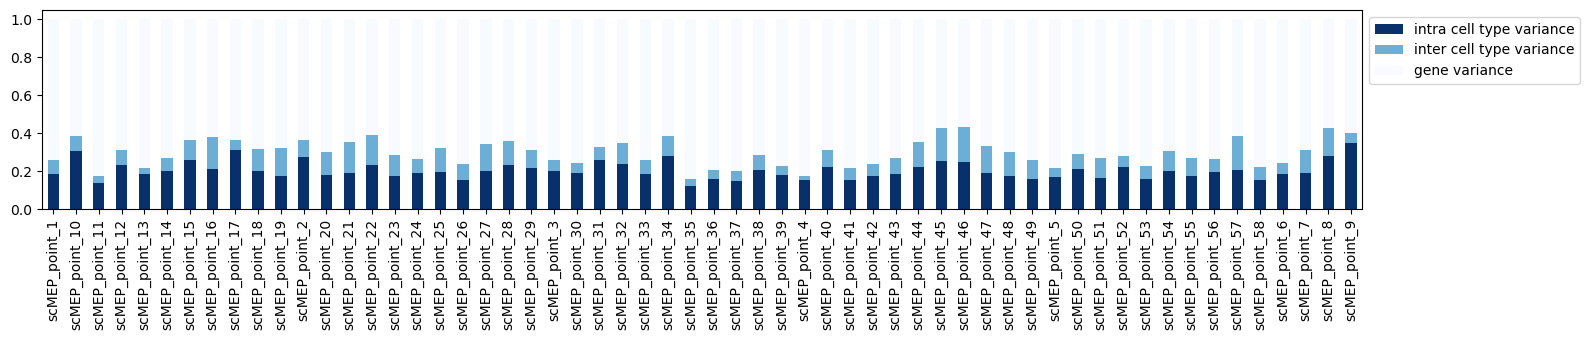 1.0
0.8
0.6
0.4
0.2
0.0
intra cell type variance
inter cell type variance
gene variance
scMEP_point_1
scMEP_point_10
scMEP_point_11
scMEP_point_12
scMEP_point_13
scMEP_point_14
scMEP_point_15
scMEP_point_16
scMEP_point_17
scMEP_point_18
scMEP_point_19
scMEP_point_2
scMEP_point_20
scMEP_point_21
scMEP_point_22
scMEP_point_23
scMEP_point_24
scMEP_point_25
scMEP_point_26
scMEP_point_27
scMEP_point_28
scMEP_point_29
scMEP_point_3
scMEP_point_30
scMEP_point_31
scMEP_point_32
scMEP_point_33
scMEP_point_34
scMEP_point_35
scMEP_point_36
scMEP_point_37
scMEP_point_38
scMEP_point_39
scMEP_point_4
scMEP_point_40
scMEP_point_41
scMEP_point_42
scMEP_point_43
scMEP_point_44
scMEP_point_45
scMEP_point_46
scMEP_point_47
scMEP_point_48
scMEP_point_49
scMEP_point_5
scMEP_point_50
scMEP_point_51
scMEP_point_52
scMEP_point_53
scMEP_point_54
scMEP_point_55
scMEP_point_56
scMEP_point_57
scMEP_point_58
scMEP_point_6
scMEP_point_7
scMEP_point_8
scMEP_point_9